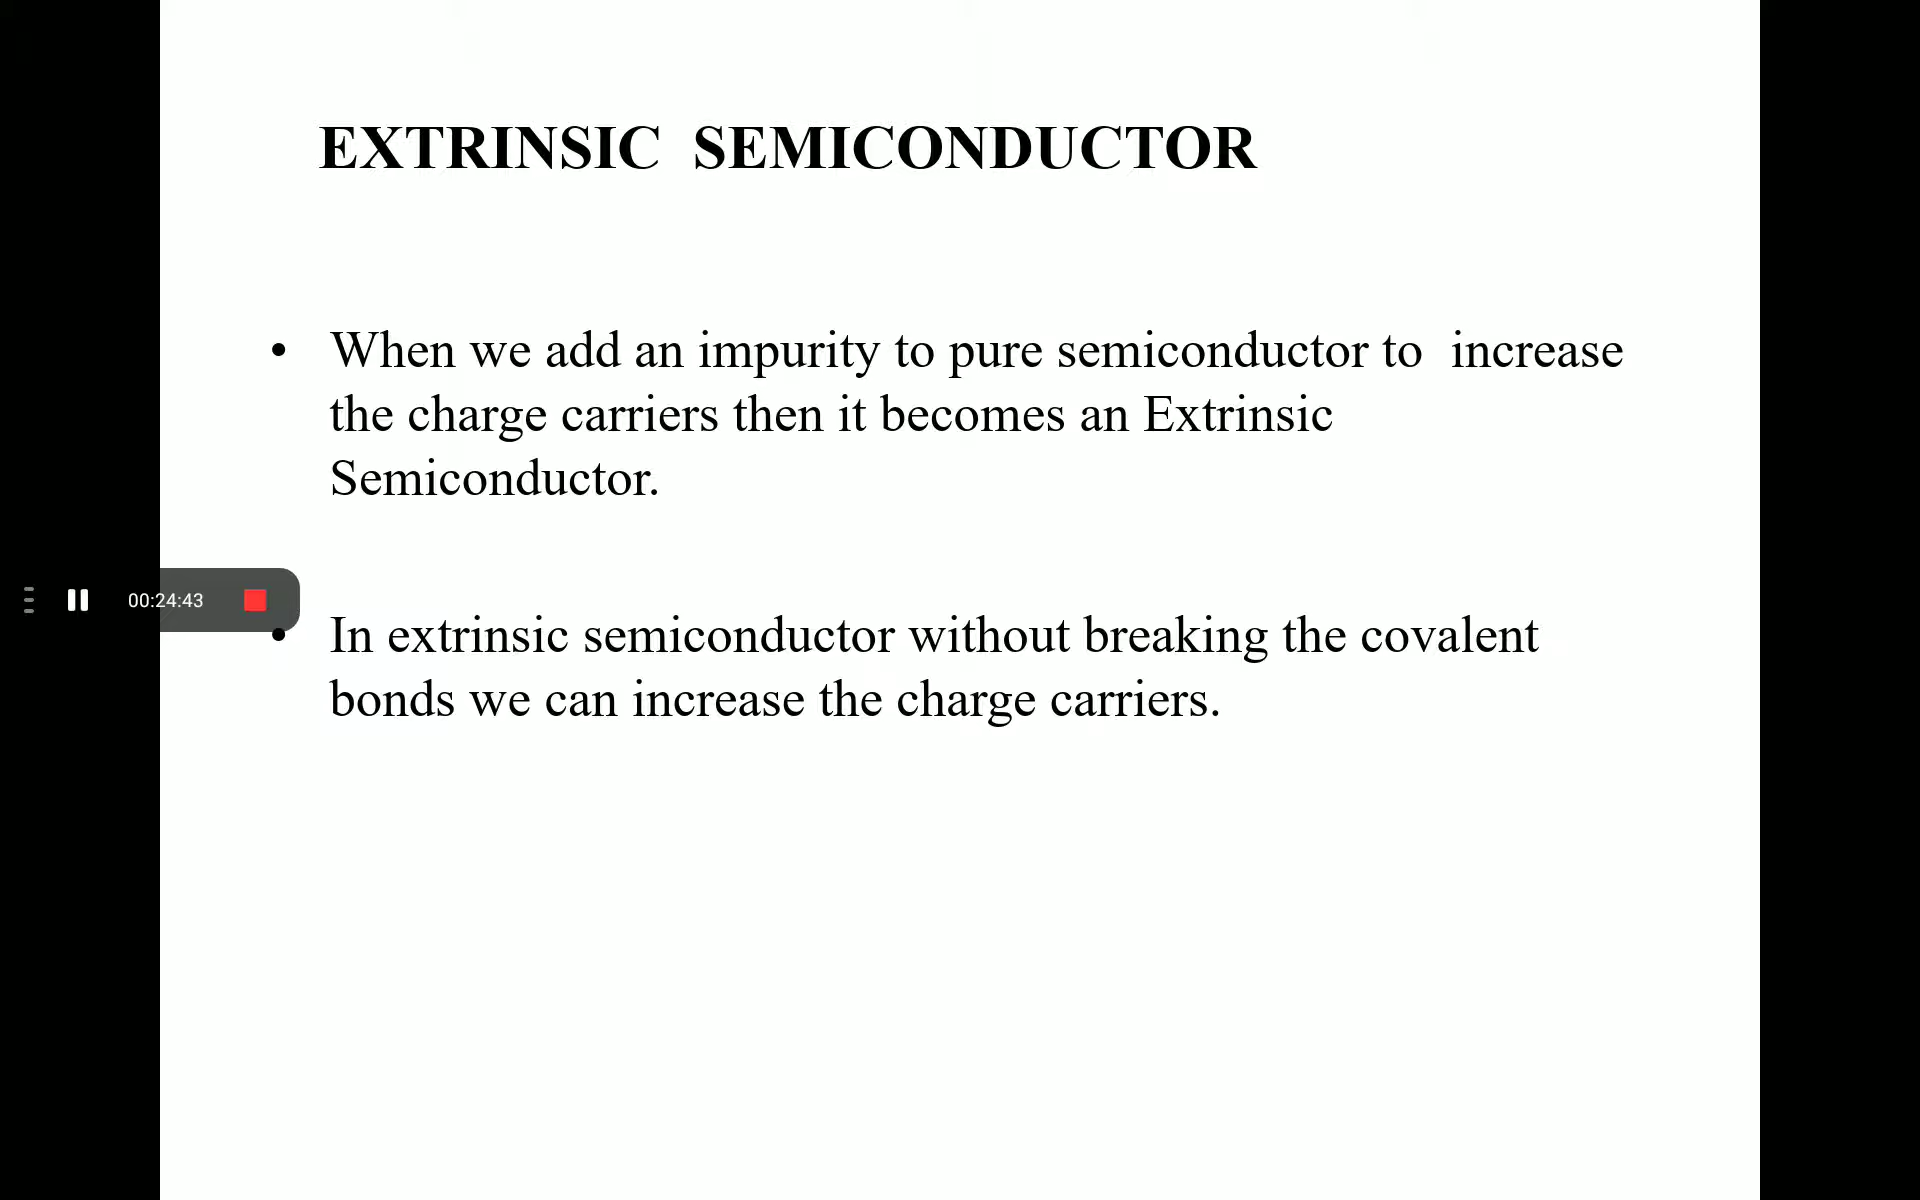 EXTRINSIC  SEMICONDUCTOR
• When we add an impurity to pure semiconductor to  increase
the charge carriers then it becomes an Extrinsic
Semiconductor.
00:24:43
• In extrinsic semiconductor without breaking the covalent
bonds we can increase the charge carriers.